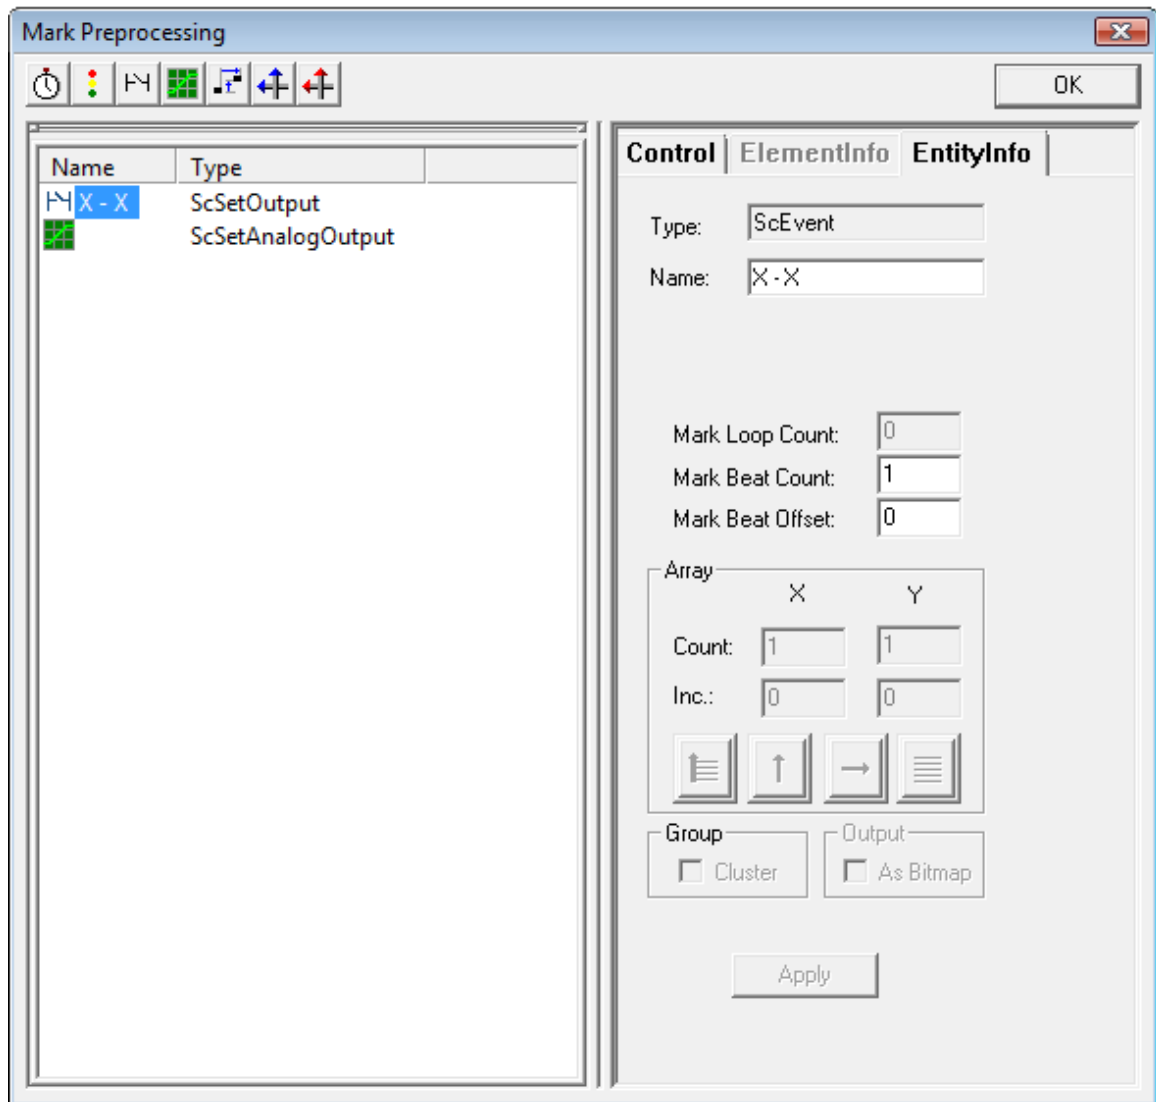 Mark Preprocessing
OK
Name Type
X - X ScSetOutput
ScSetAnalogOutput
Control ElementInfo EntityInfo
Type: ScEvent
Name: X - X
Mark Loop Count: 0
Mark Beat Count: 1
Mark Beat Offset: 0
Array
X Y
Count: 1 1
Inc.: 0 0
Group Output
Cluster As Bitmap
Apply